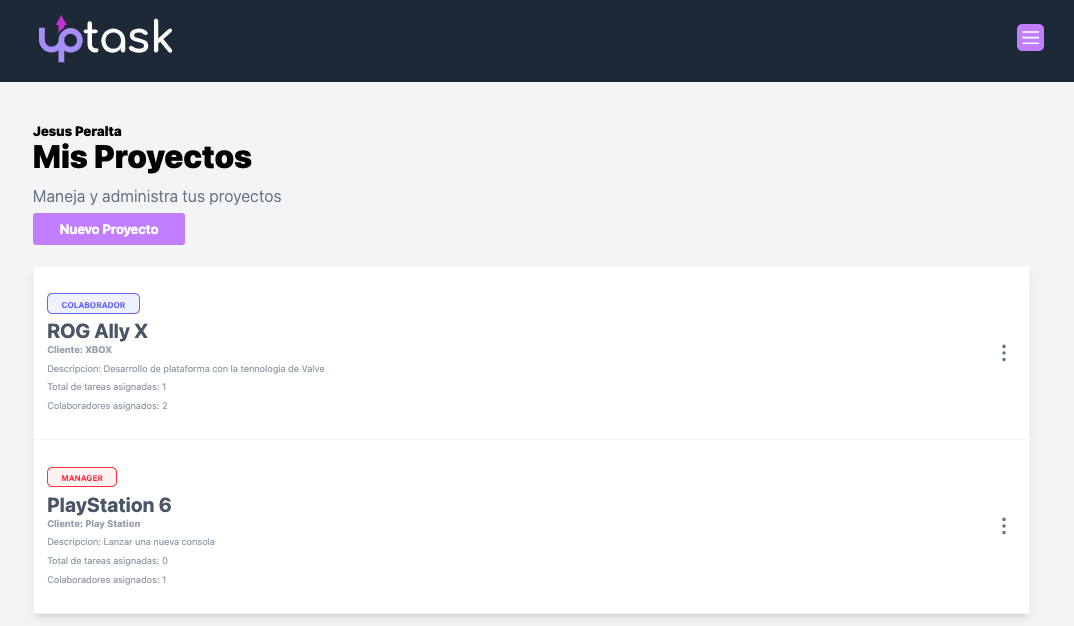 uptask
Jesus Peralta
Mis Proyectos
Maneja y administra tus proyectos
Nuevo Proyecto
COLABORADOR
ROG Ally X
Cliente: XBOX
Descripcion: Desarrollo de plataforma con la tennologia de Valve
Total de tareas asignadas: 1
Colaboradores asignados: 2
MANAGER
PlayStation 6
Cliente: Play Station
Descripcion: Lanzar una nueva consola
Total de tareas asignadas: 0
Colaboradores asignados: 1